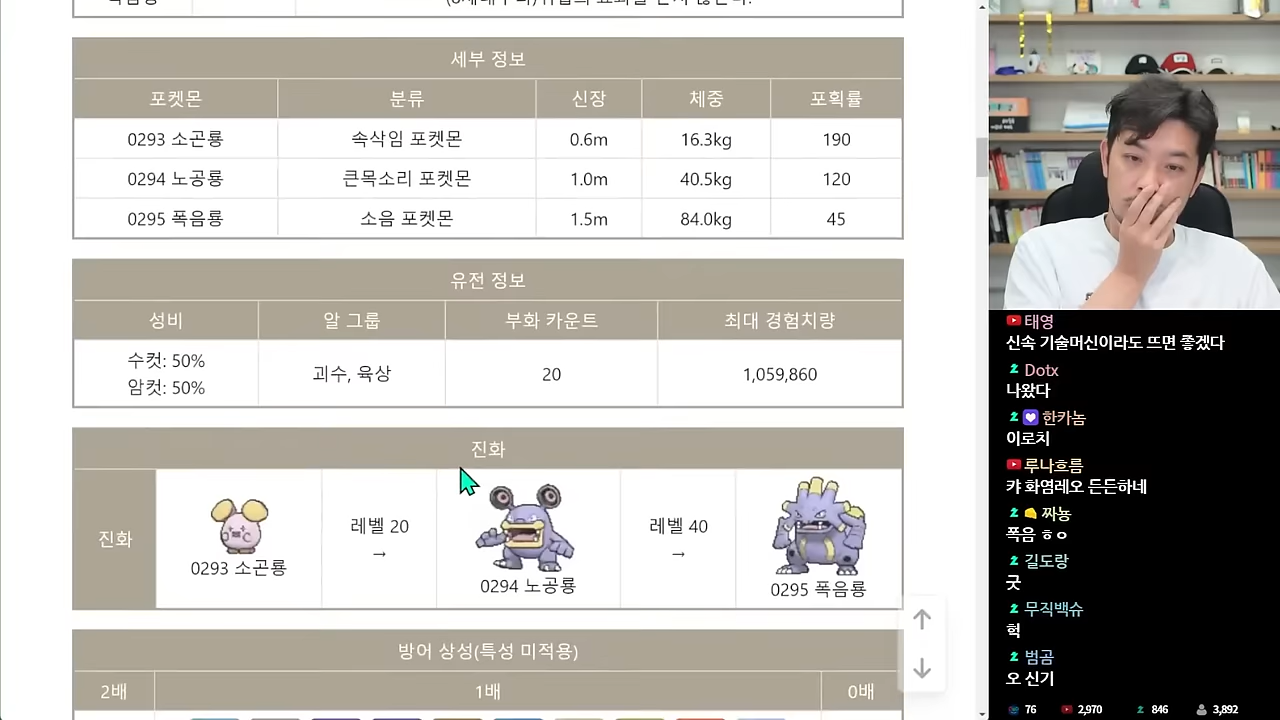 세부 정보
포켓몬 분류 신장 체중 포획률
0293 소곤룡 속삭임 포켓몬 0.6m 16.3kg 190
0294 노공룡 큰목소리 포켓몬 1.0m 40.5kg 120
0295 폭음룡 소음 포켓몬 1.5m 84.0kg 45
유전 정보
성비 알 그룹 부화 카운트 최대 경험치량
수컷: 50%
암컷: 50%
괴수, 육상 20 1,059,860
진화
진화
레벨 20
→
레벨 40
→
0293 소곤룡
0294 노공룡
0295 폭음룡
방어 상성(특성 미적용)
2배 1배 0배
태영
신속 기술머신이라도 뜨면 좋겠다
Dotx
나왔다
한카놈
이로치
루나흐름
캬 화염레오 든든하네
짜뇽
폭음 ㅎㅇ
길도랑
굿
무직백슈
헉
범곰
오 신기
76 2,970 846 3,892